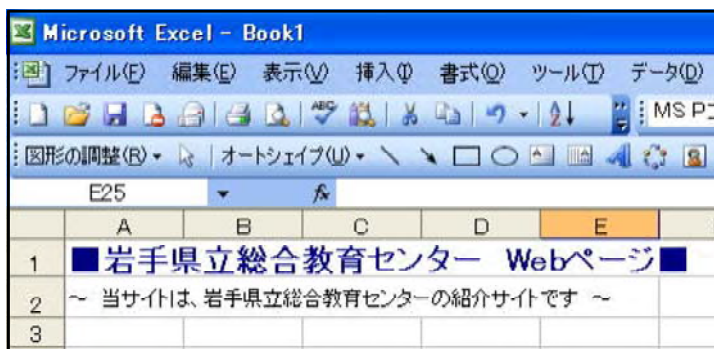 Microsoft Excel - Book1
ファイル(F) 編集(E) 表示(V) 挿入(I) 書式(O) ツール(T) データ(D)
ABC MS P
図形の調整(R) オートシェイプ(U)
E25 fx
A B C D E
1 ■岩手県立総合教育センター Webページ■
2 ～ 当サイトは、岩手県立総合教育センターの紹介サイトです ～
3